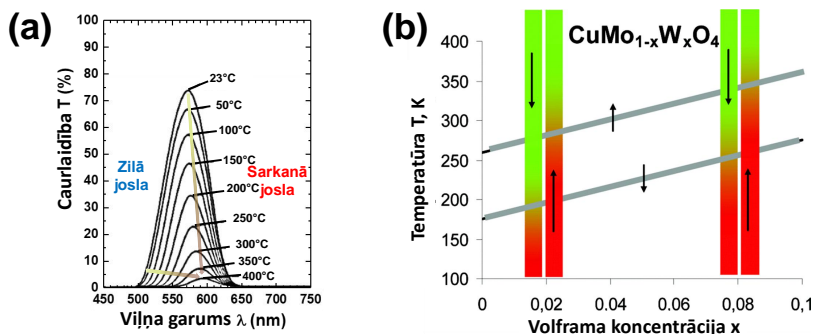 (a)
Caurlaidība T (%)
100
90
80
70
60
50
40
30
20
10
0
23°C
50°C
100°C
150°C
200°C
250°C
300°C
350°C
400°C
Zilā
josla
Sarkanā
josla
450 500 550 600 650 700 750
Viļņa garums λ (nm)
(b)
CuMo1-xWxO4
Temperatūra T, K
400
350
300
250
200
150
100
0 0,02 0.04 0.06 0,08 0,1
Volframa koncentrācija x